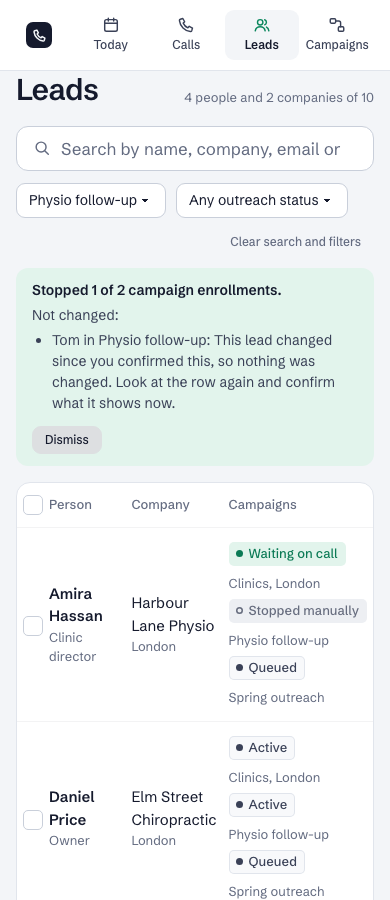 Today
Calls
Leads
Campaigns
Leads
4 people and 2 companies of 10
Search by name, company, email or
Physio follow-up
Any outreach status
Clear search and filters
Stopped 1 of 2 campaign enrollments.
Not changed:
Tom in Physio follow-up: This lead changed
since you confirmed this, so nothing was
changed. Look at the row again and confirm
what it shows now.
Dismiss
Person
Company
Campaigns
Amira
Hassan
Clinic
director
Harbour
Lane Physio
London
Waiting on call
Clinics, London
Stopped manually
Physio follow-up
Queued
Spring outreach
Daniel
Price
Owner
Elm Street
Chiropractic
London
Active
Clinics, London
Active
Physio follow-up
Queued
Spring outreach